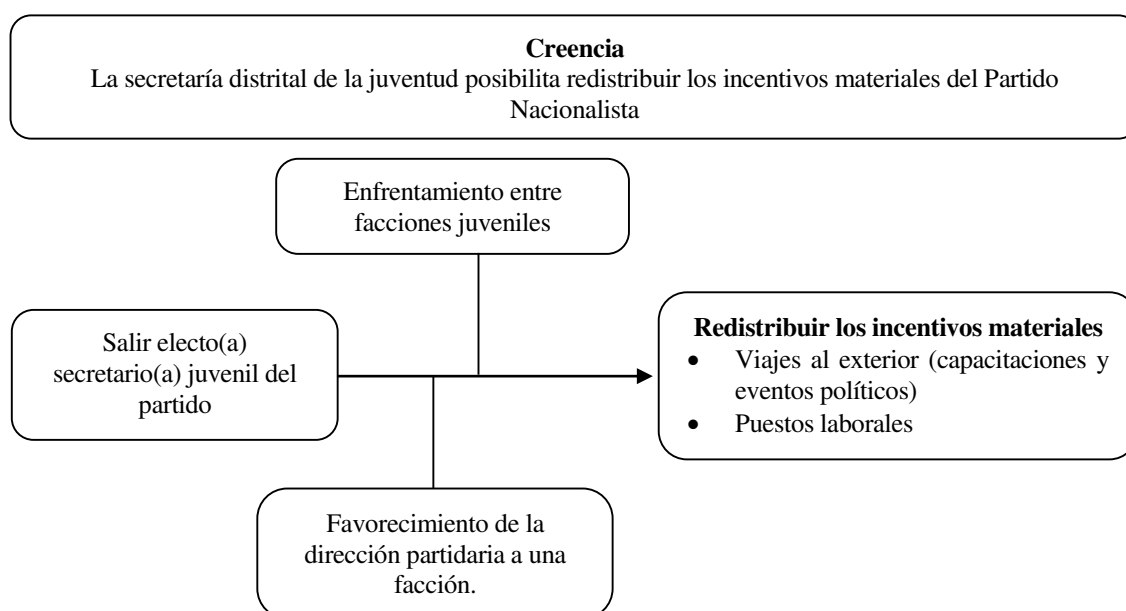 Creencia
La secretaría distrital de la juventud posibilita redistribuir los incentivos materiales del Partido
Nacionalista
Enfrentamiento entre
facciones juveniles
Salir electo(a)
secretario(a) juvenil del
partido
Redistribuir los incentivos materiales
• Viajes al exterior (capacitaciones y
eventos políticos)
• Puestos laborales
Favorecimiento de la
dirección partidaria a una
facción.